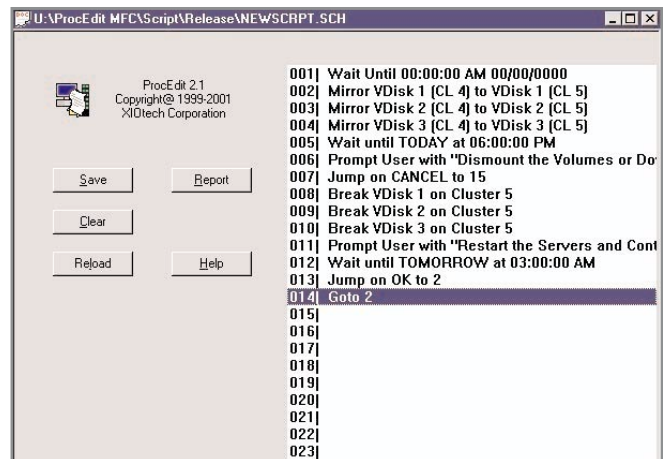 U:\ProcEdit MFC\Script\Release\NEWSCRPT.SCH
ProcEdit 2.1
Copyright@ 1999-2001
XIOtech Corporation
Save
Report
Clear
Reload
Help
001| Wait Until 00:00:00 AM 00/00/0000
002| Mirror VDisk 1 (CL 4) to VDisk 1 (CL 5)
003| Mirror VDisk 2 (CL 4) to VDisk 2 (CL 5)
004| Mirror VDisk 3 (CL 4) to VDisk 3 (CL 5)
005| Wait until TODAY at 06:00:00 PM
006| Prompt User with "Dismount the Volumes or Do
007| Jump on CANCEL to 15
008| Break VDisk 1 on Cluster 5
009| Break VDisk 2 on Cluster 5
010| Break VDisk 3 on Cluster 5
011| Prompt User with "Restart the Servers and Cont
012| Wait until TOMORROW at 03:00:00 AM
013| Jump on OK to 2
014| Goto 2
015|
016|
017|
018|
019|
020|
021|
022|
023|